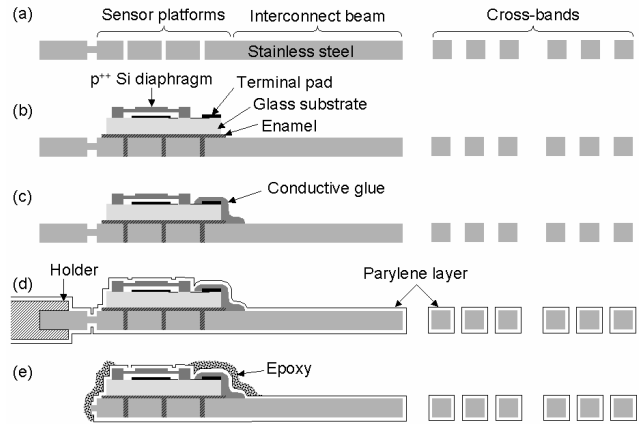 (a) Sensor platforms Interconnect beam Cross-bands
Stainless steel
p++ Si diaphragm
Terminal pad
(b)
Glass substrate
Enamel
(c)
Conductive glue
(d)
Holder
Parylene layer
(e)
Epoxy